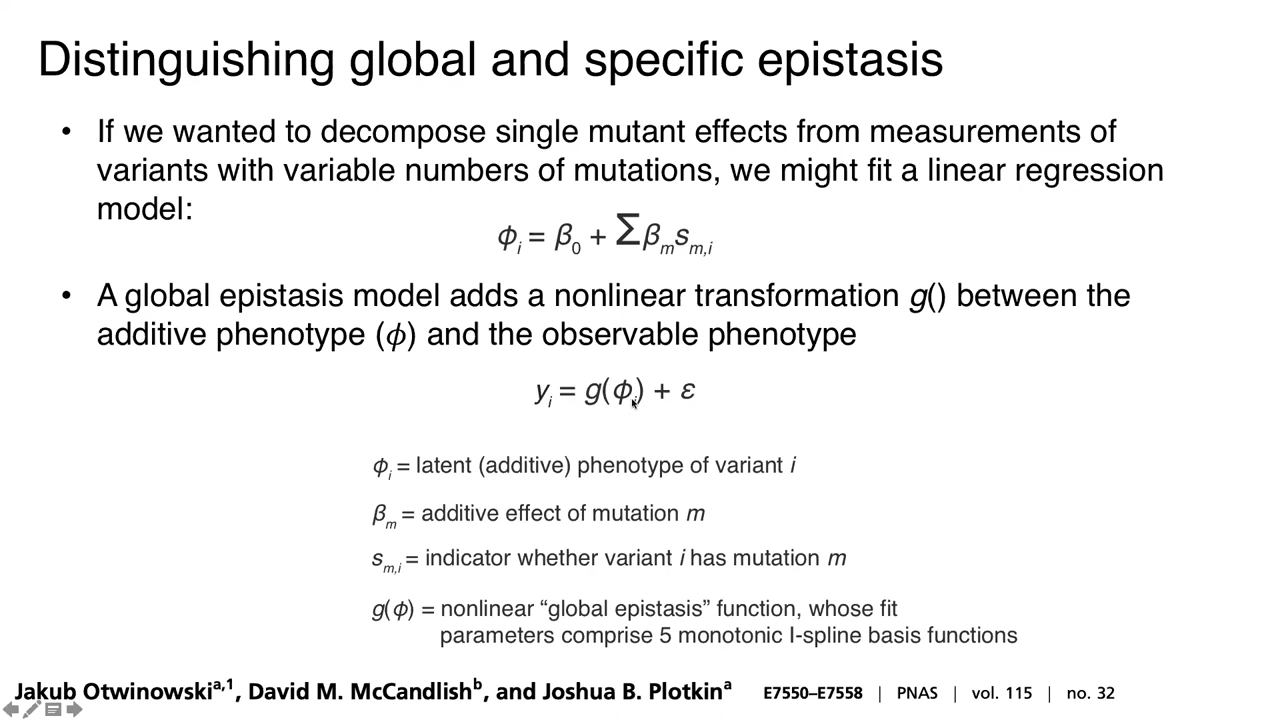 Distinguishing global and specific epistasis
• If we wanted to decompose single mutant effects from measurements of
variants with variable numbers of mutations, we might fit a linear regression
model:
ϕᵢ = β₀ + Σβₘsₘ,ᵢ
• A global epistasis model adds a nonlinear transformation g() between the
additive phenotype (ϕ) and the observable phenotype
yᵢ = g(ϕᵢ) + ε
ϕᵢ = latent (additive) phenotype of variant i
βₘ = additive effect of mutation m
sₘ,ᵢ = indicator whether variant i has mutation m
g(ϕ) = nonlinear “global epistasis” function, whose fit
parameters comprise 5 monotonic I-spline basis functions
Jakub Otwinowskiᵃ,¹, David M. McCandlishᵇ, and Joshua B. Plotkinᵃ E7550–E7558 | PNAS | vol. 115 | no. 32